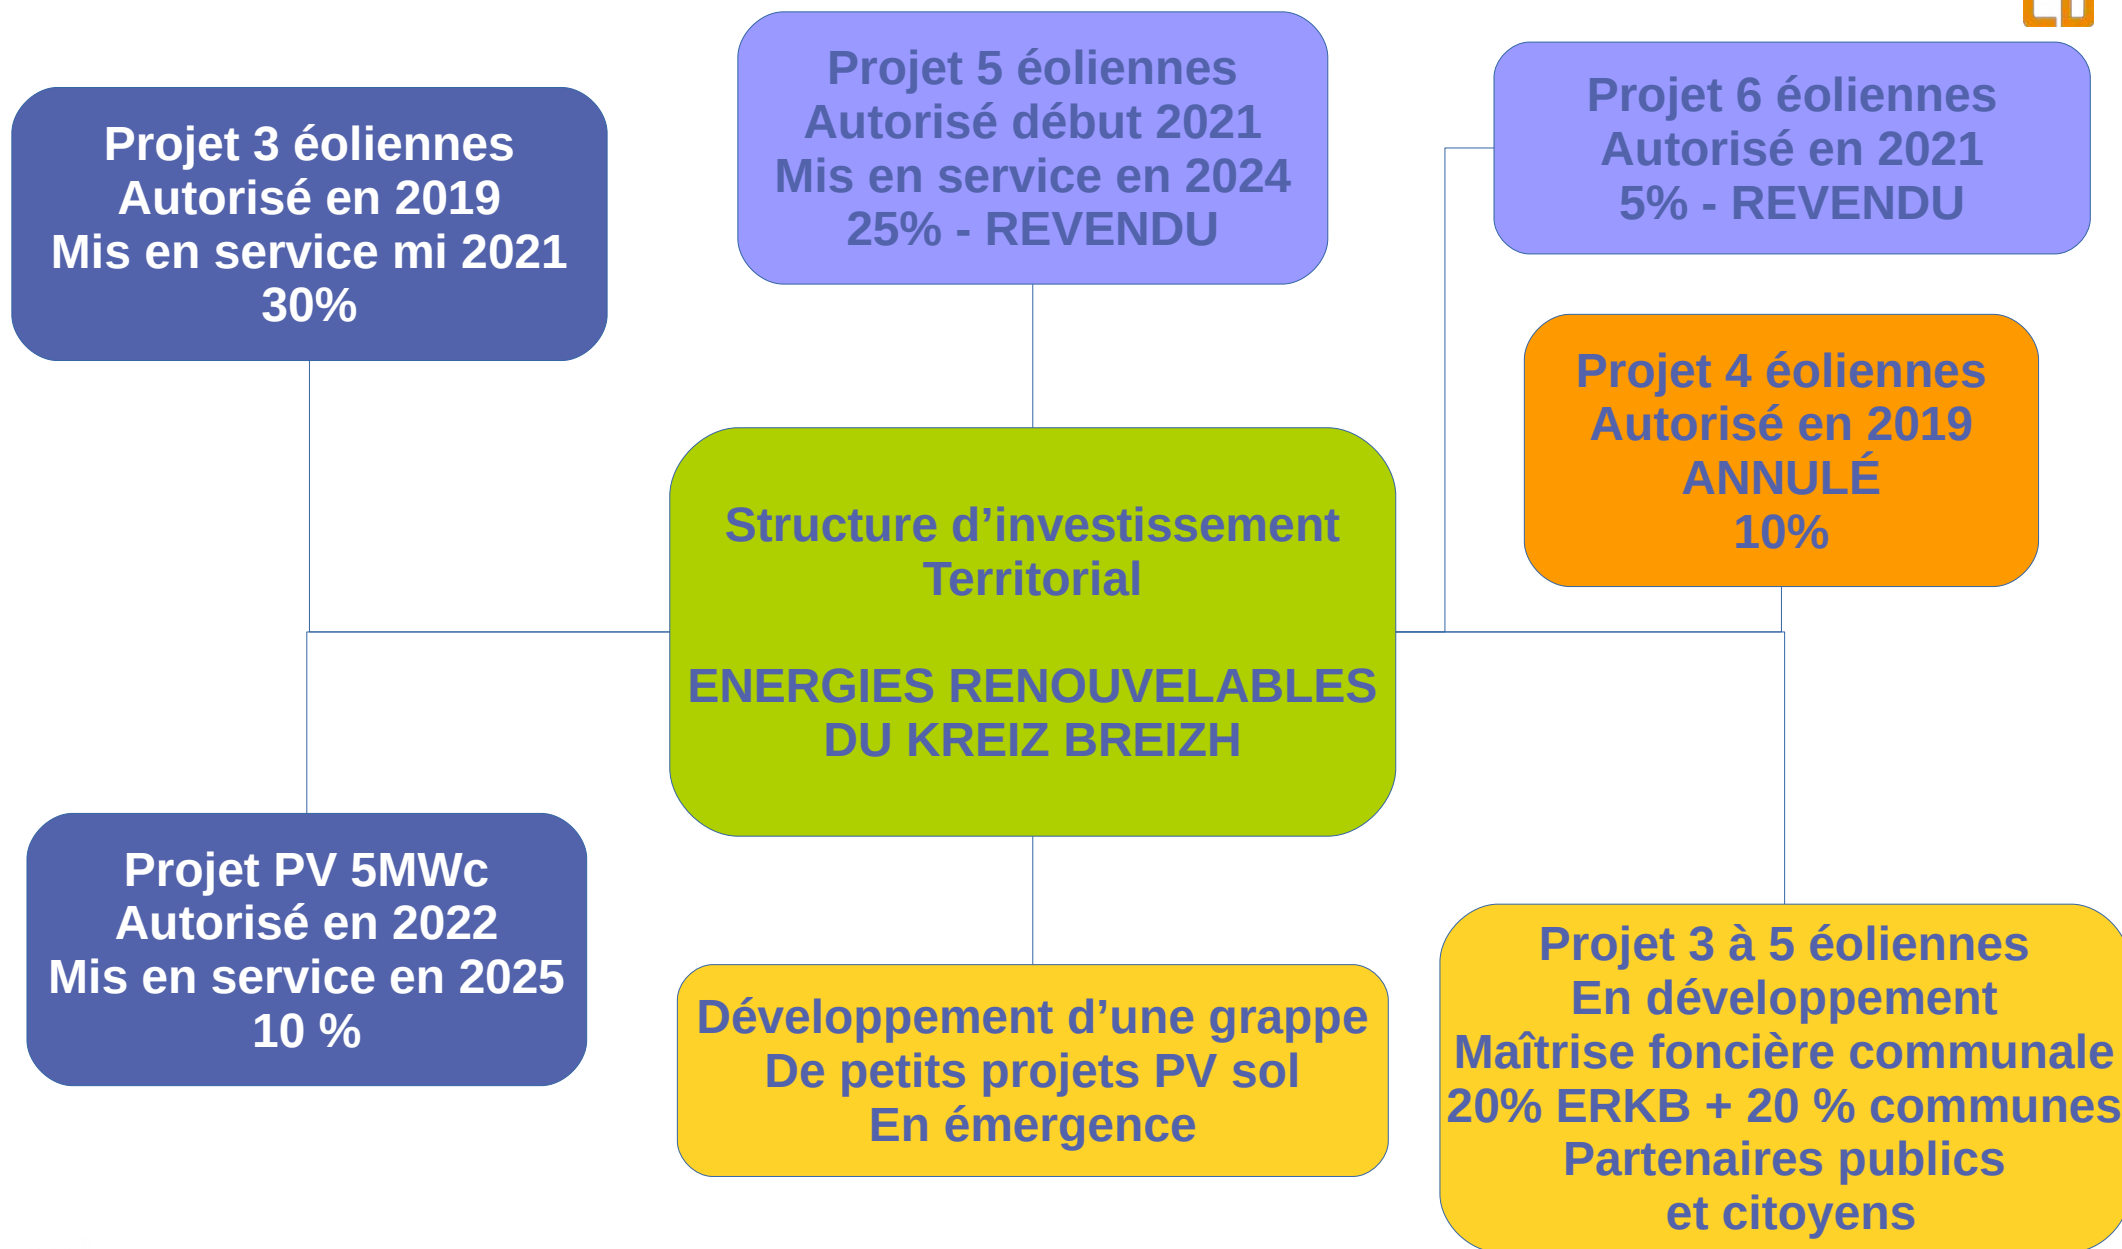 Projet 3 éoliennes
Autorisé en 2019
Mis en service mi 2021
30%
Projet 5 éoliennes
Autorisé début 2021
Mis en service en 2024
25% - REVENDU
Projet 6 éoliennes
Autorisé en 2021
5% - REVENDU
Projet 4 éoliennes
Autorisé en 2019
ANNULÉ
10%
Structure d’investissement
Territorial
ENERGIES RENOUVELABLES
DU KREIZ BREIZH
Projet PV 5MWc
Autorisé en 2022
Mis en service en 2025
10 %
Développement d’une grappe
De petits projets PV sol
En émergence
Projet 3 à 5 éoliennes
En développement
Maîtrise foncière communale
20% ERKB + 20 % communes
Partenaires publics
et citoyens